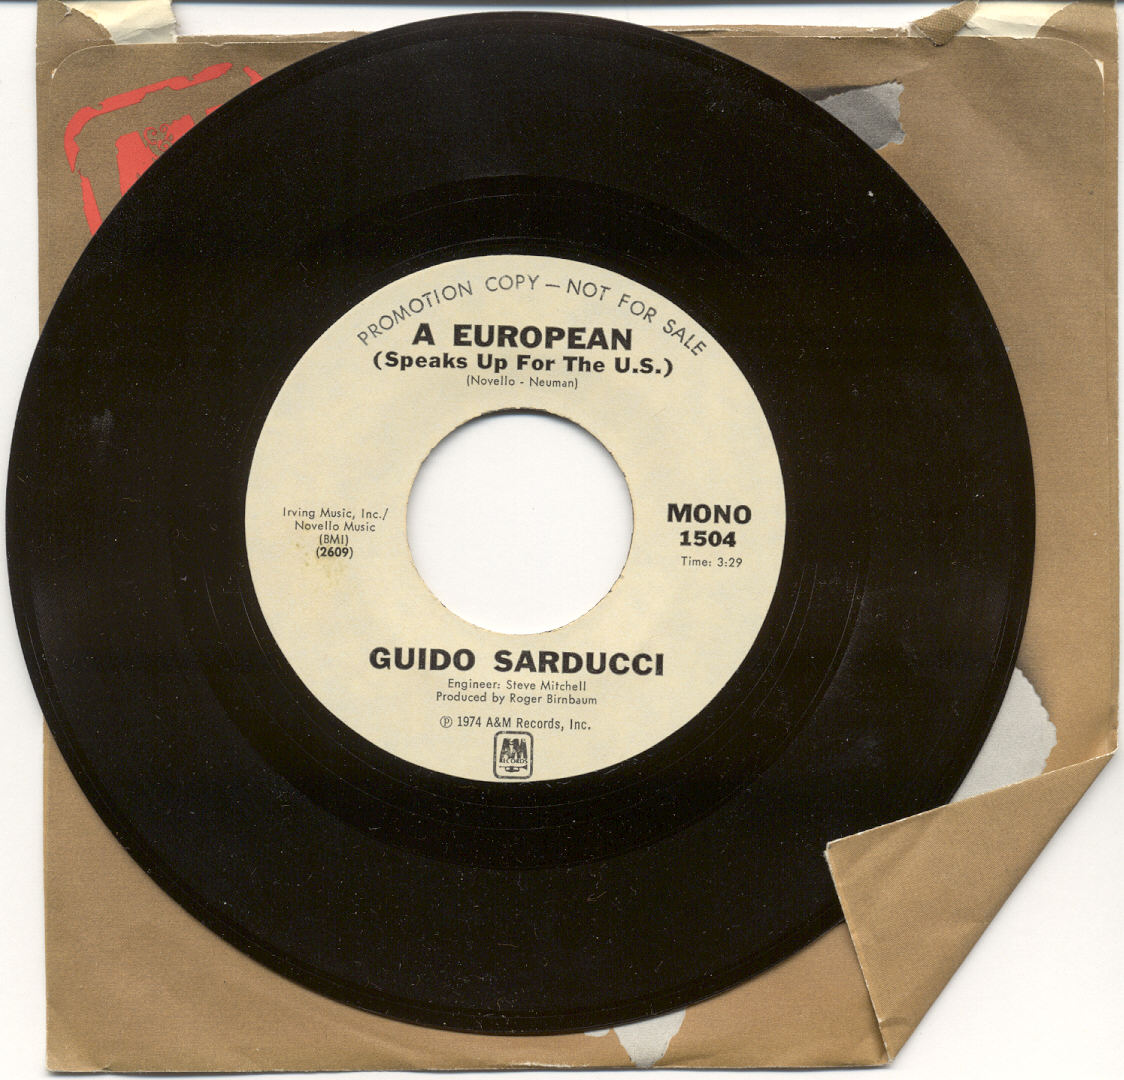 PROMOTION COPY — NOT FOR SALE
A EUROPEAN
(Speaks Up For The U.S.)
(Novello - Neuman)
Irving Music, Inc./
Novello Music
(BMI)
(2609)
MONO
1504
Time: 3:29
GUIDO SARDUCCI
Engineer: Steve Mitchell
Produced by Roger Birnbaum
Ⓟ 1974 A&M Records, Inc.
A&M
RECORDS